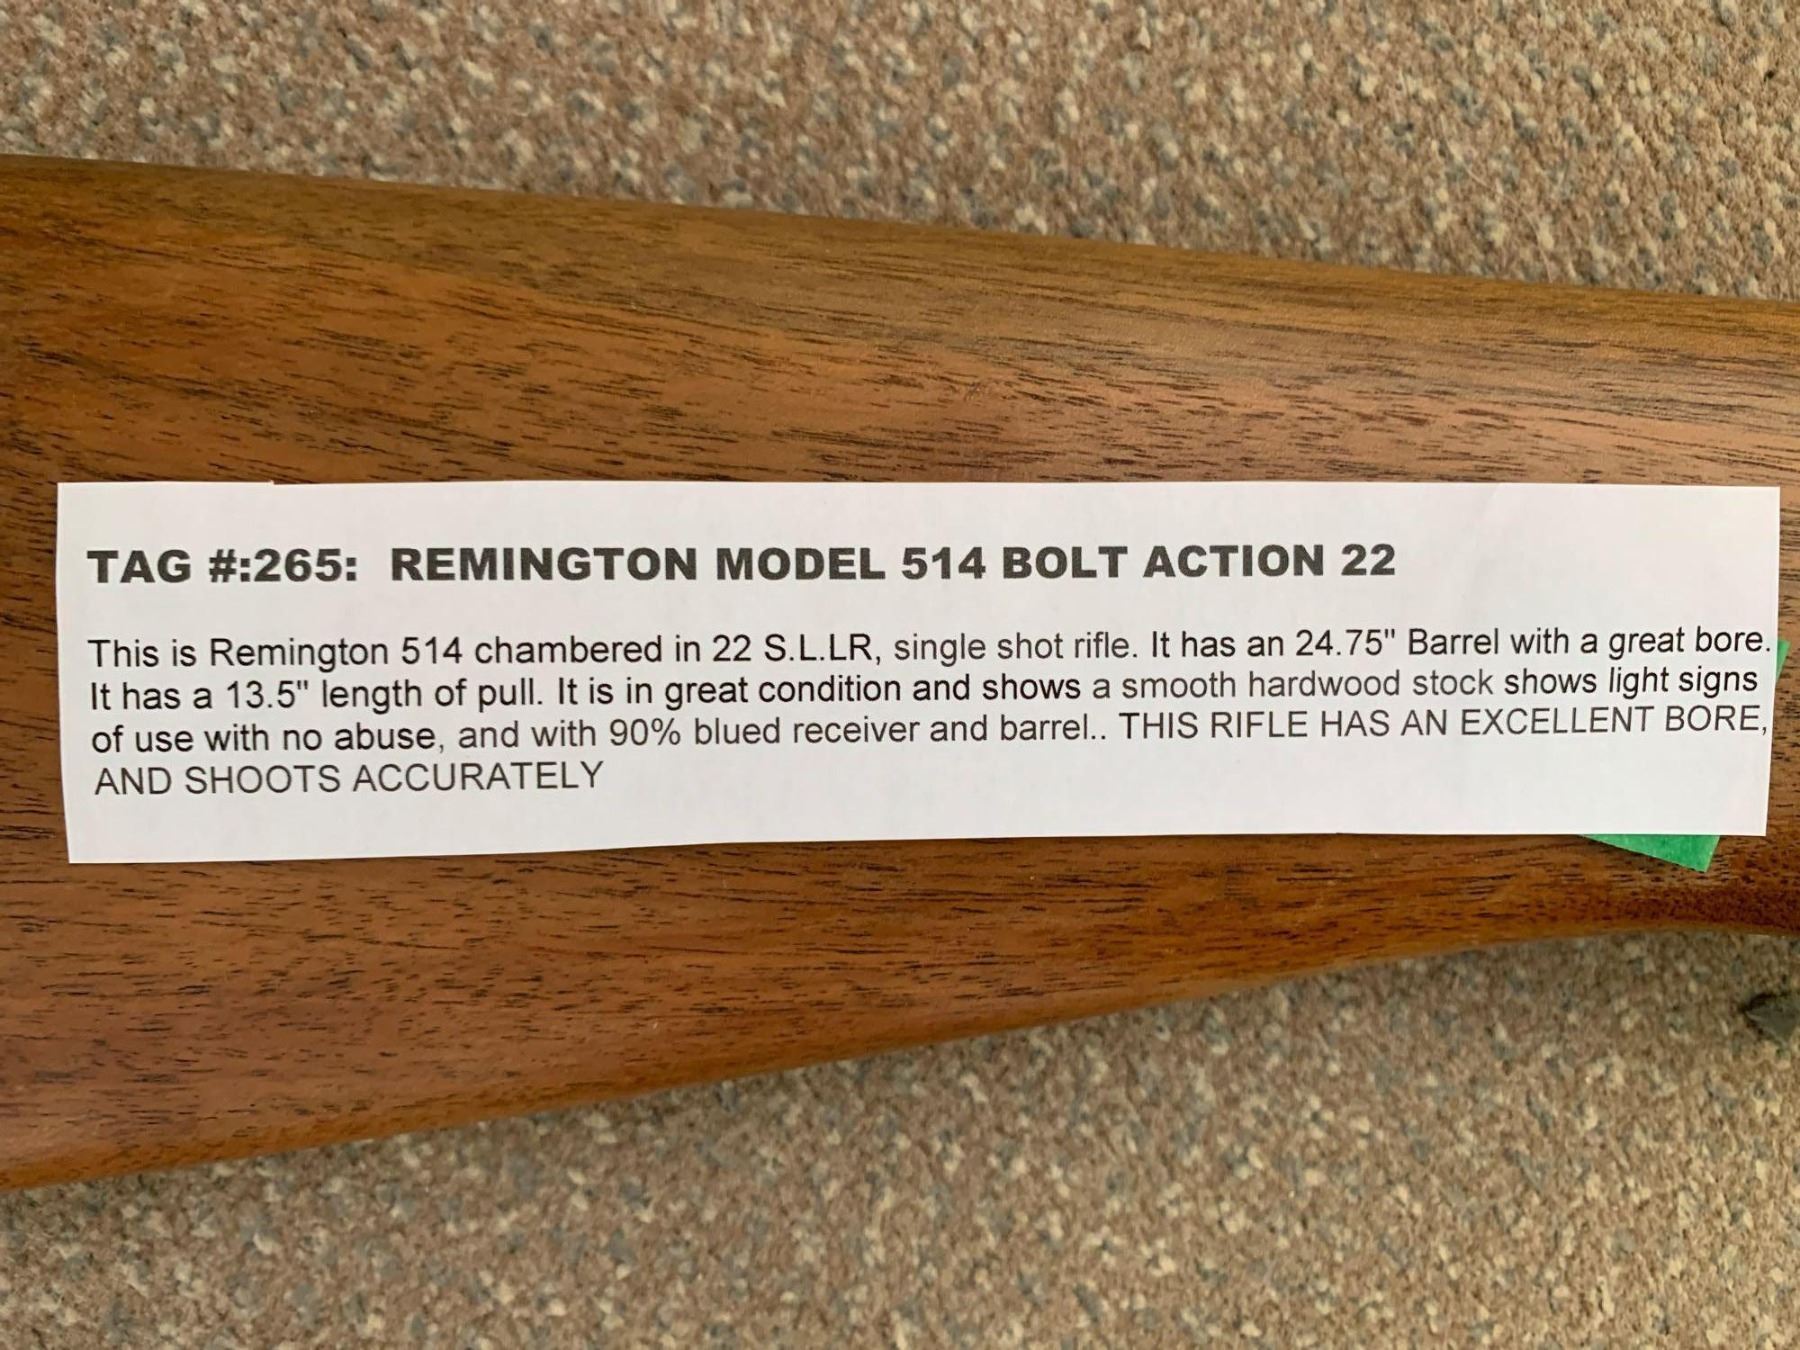 TAG #:265: REMINGTON MODEL 514 BOLT ACTION 22
This is Remington 514 chambered in 22 S.L.LR, single shot rifle. It has an 24.75" Barrel with a great bore.
It has a 13.5" length of pull. It is in great condition and shows a smooth hardwood stock shows light signs
of use with no abuse, and with 90% blued receiver and barrel.. THIS RIFLE HAS AN EXCELLENT BORE,
AND SHOOTS ACCURATELY